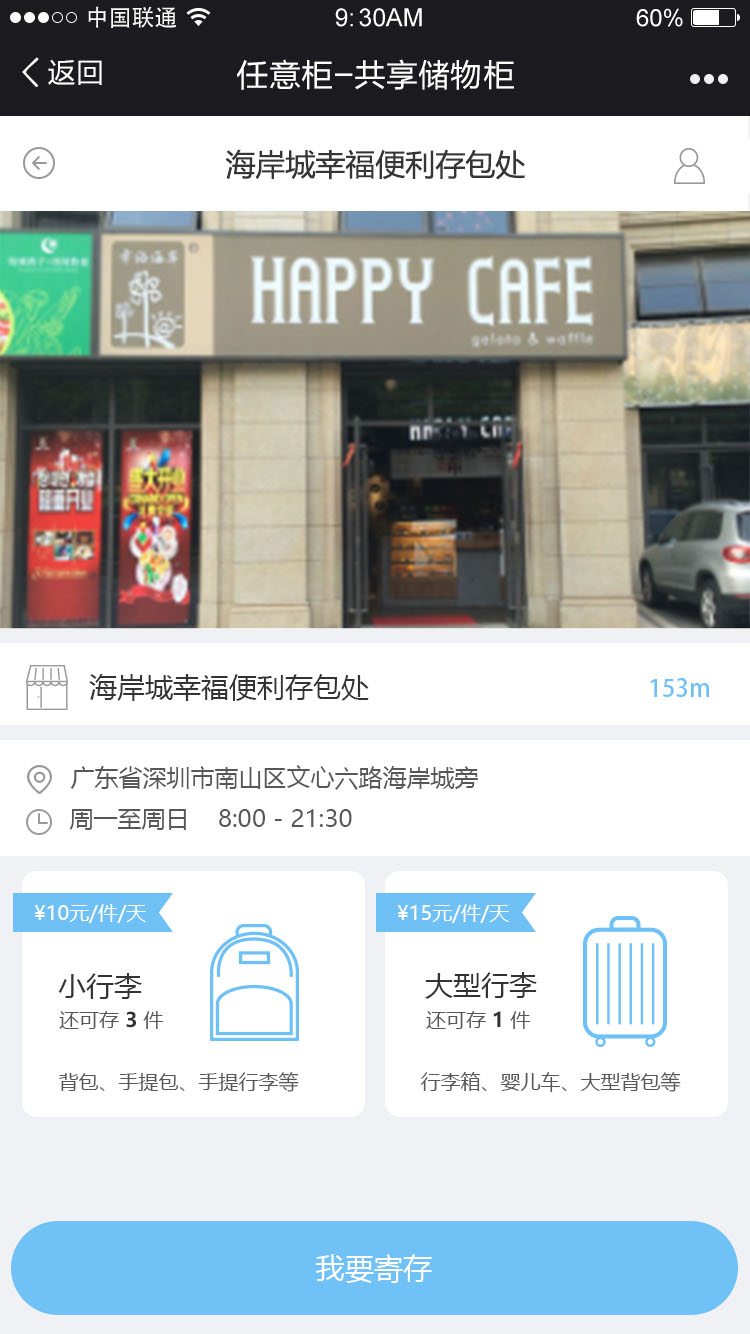 中国联通 9:30AM 60%
返回 任意柜-共享储物柜
海岸城幸福便利存包处
HAPPY CAFE
gelato & waffle
HAPPY CAFE
盛大开业
海岸城幸福便利存包处 153m
广东省深圳市南山区文心六路海岸城旁
周一至周日 8:00 - 21:30
¥10元/件/天
小行李
还可存 3 件
背包、手提包、手提行李等
¥15元/件/天
大型行李
还可存 1 件
行李箱、婴儿车、大型背包等
我要寄存